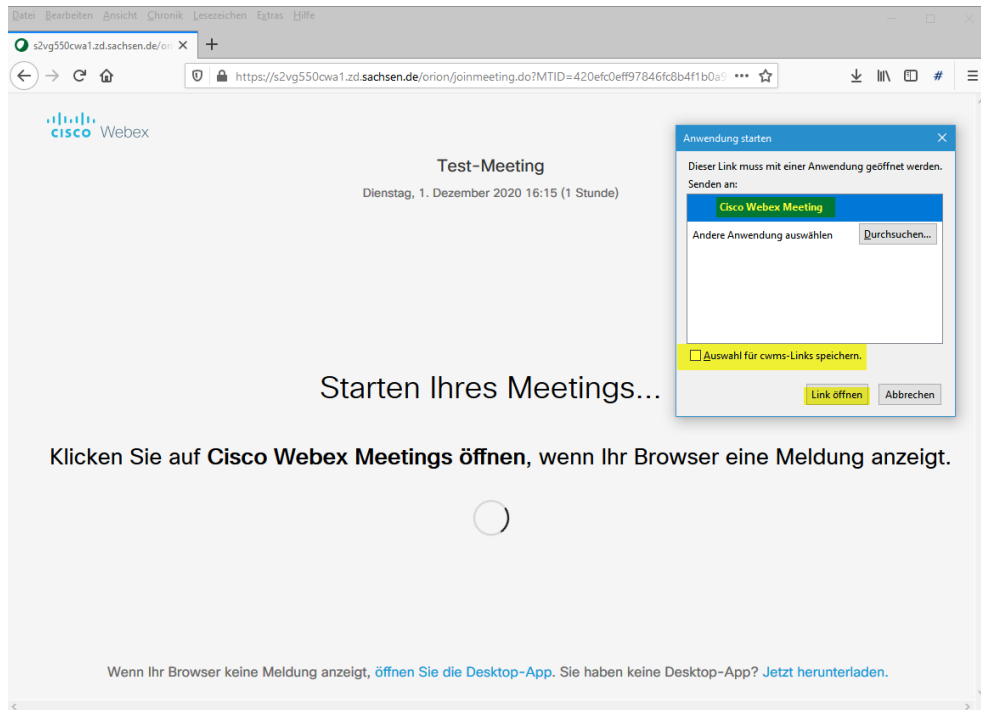 Datei Bearbeiten Ansicht Chronik Lesezeichen Extras Hilfe
s2vg550cwa1.zd.sachsen.de/ori
https://s2vg550cwa1.zd.sachsen.de/orion/joinmeeting.do?MTID=420efc0eff97846fc8b4f1b0a9
cisco Webex
Test-Meeting
Dienstag, 1. Dezember 2020 16:15 (1 Stunde)
Anwendung starten
Dieser Link muss mit einer Anwendung geöffnet werden.
Senden an:
Cisco Webex Meeting
Andere Anwendung auswählen Durchsuchen...
Auswahl für cwms-Links speichern.
Link öffnen Abbrechen
Starten Ihres Meetings...
Klicken Sie auf Cisco Webex Meetings öffnen, wenn Ihr Browser eine Meldung anzeigt.
Wenn Ihr Browser keine Meldung anzeigt, öffnen Sie die Desktop-App. Sie haben keine Desktop-App? Jetzt herunterladen.